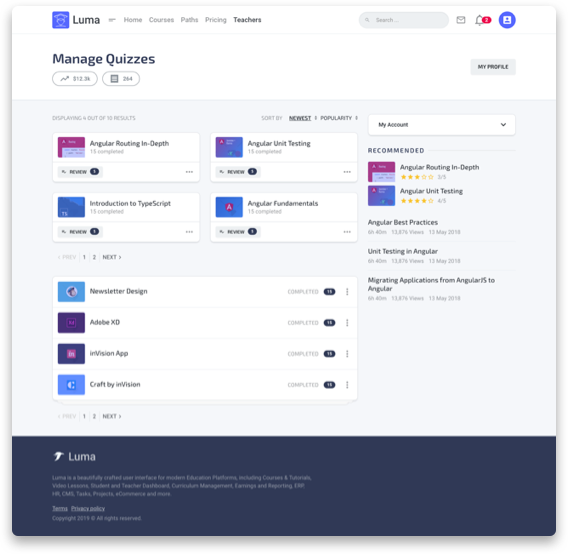 Luma
Home Courses Paths Pricing Teachers
Search ...
2
Manage Quizzes
$12.3k
264
MY PROFILE
DISPLAYING 4 OUT OF 10 RESULTS
SORT BY NEWEST POPULARITY
Angular Routing In-Depth
15 completed
REVIEW
Angular Unit Testing
15 completed
REVIEW
Introduction to TypeScript
15 completed
TS
REVIEW
Angular Fundamentals
15 completed
REVIEW
PREV 1 2 NEXT
Newsletter Design
COMPLETED 15
Adobe XD
COMPLETED 15
inVision App
COMPLETED 15
Craft by inVision
COMPLETED 15
PREV 1 2 NEXT
My Account
RECOMMENDED
Angular Routing In-Depth
3/5
Angular Unit Testing
4/5
Angular Best Practices
6h 40m 13,876 Views 13 May 2018
Unit Testing in Angular
6h 40m 13,876 Views 13 May 2018
Migrating Applications from AngularJS to
Angular
6h 40m 13,876 Views 13 May 2018
Luma
Luma is a beautifully crafted user interface for modern Education Platforms, including Courses & Tutorials,
Video Lessons, Student and Teacher Dashboard, Curriculum Management, Earnings and Reporting, ERP,
HR, CMS, Tasks, Projects, eCommerce and more.
Terms Privacy policy
Copyright 2019 © All rights reserved.